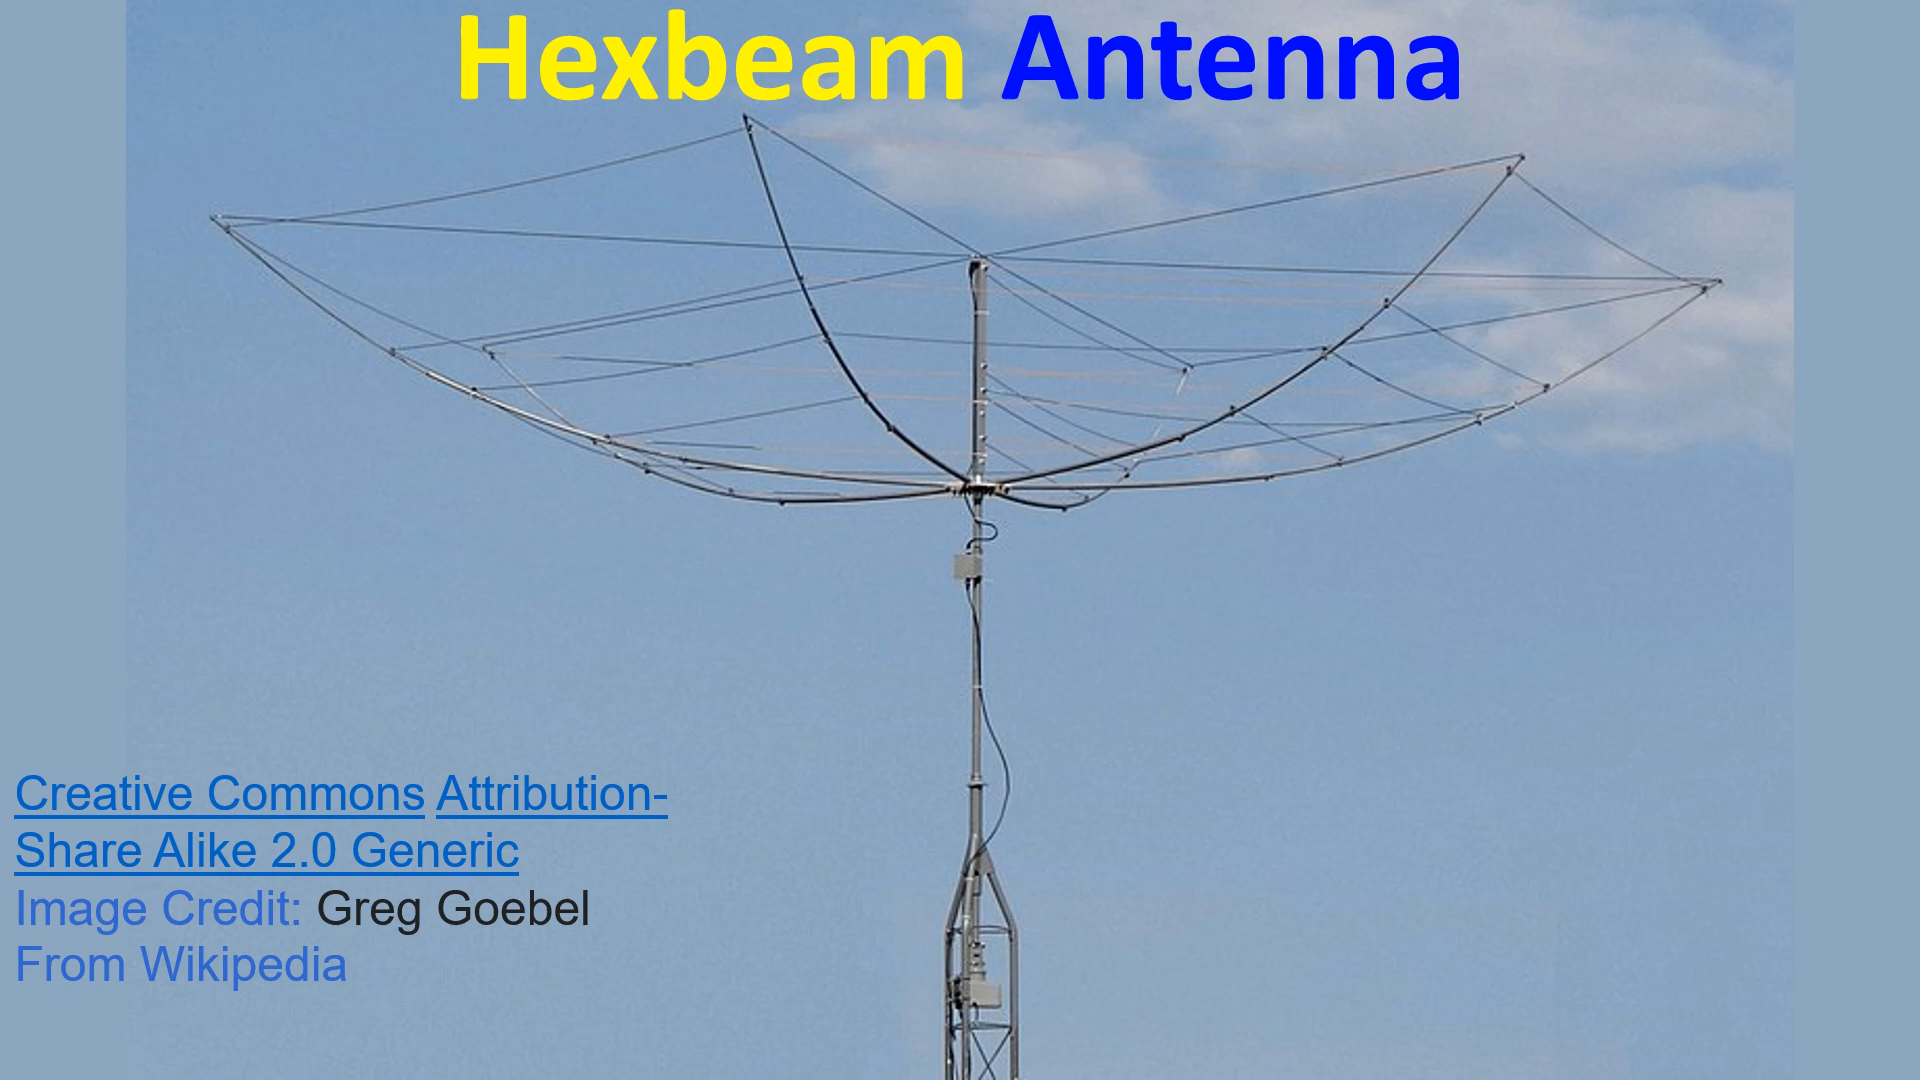 Hexbeam Antenna
Creative Commons Attribution-
Share Alike 2.0 Generic
Image Credit: Greg Goebel
From Wikipedia